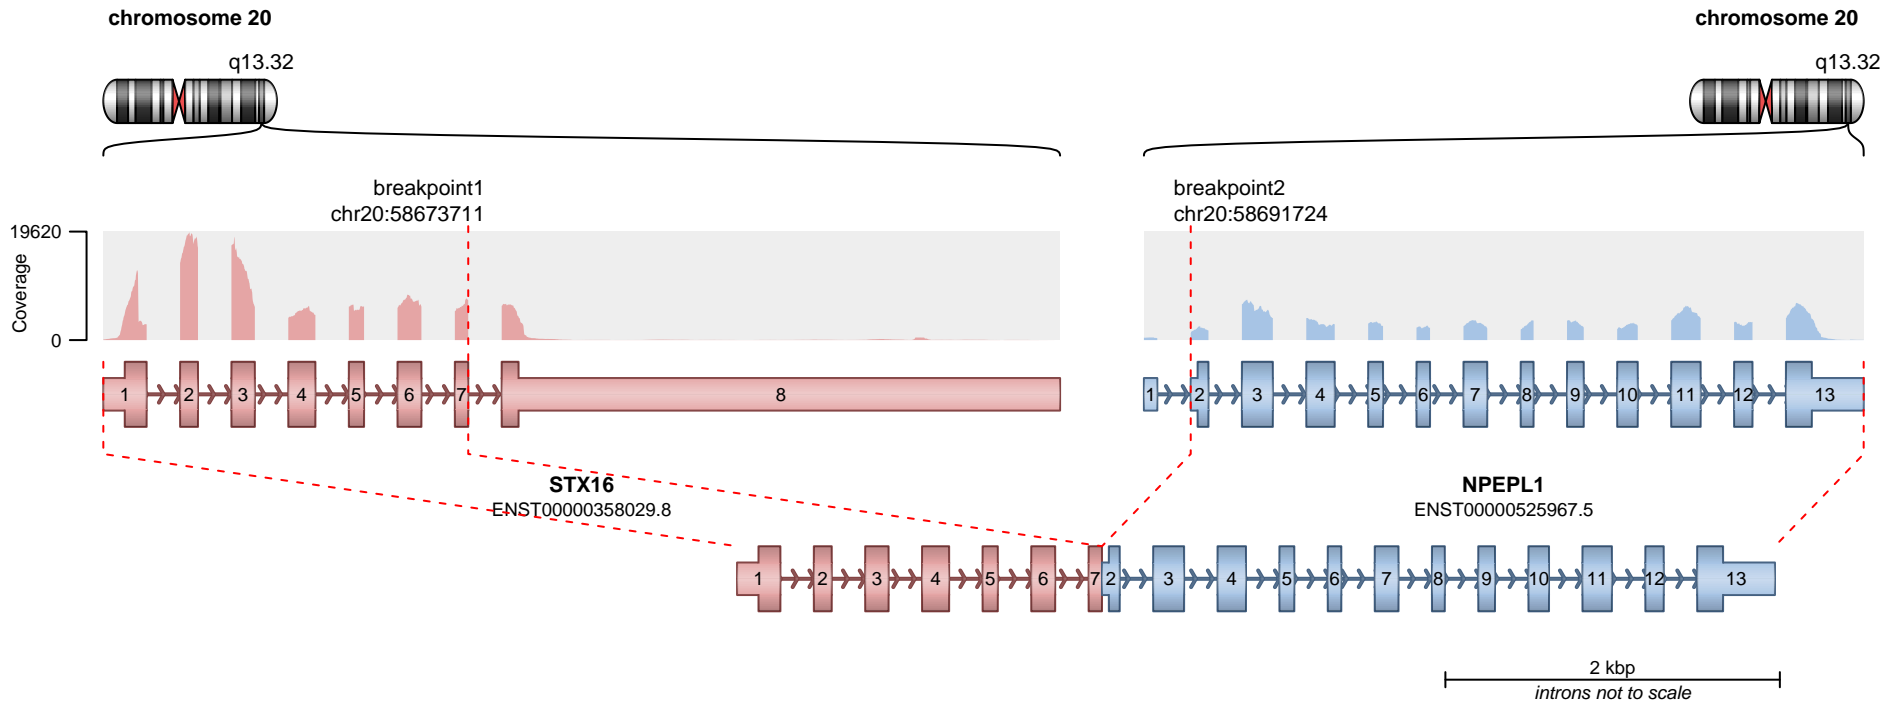 chromosome 20
chromosome 20
q13.32
q13.32
breakpoint1
chr20:58673711
breakpoint2
chr20:58691724
19620
Coverage
0
1 2 3 4 5 6 7 8
1 2 3 4 5 6 7 8 9 10 11 12 13
STX16
ENST00000358029.8
NPEPL1
ENST00000525967.5
1 2 3 4 5 6 7 2 3 4 5 6 7 8 9 10 11 12 13
2 kbp
introns not to scale